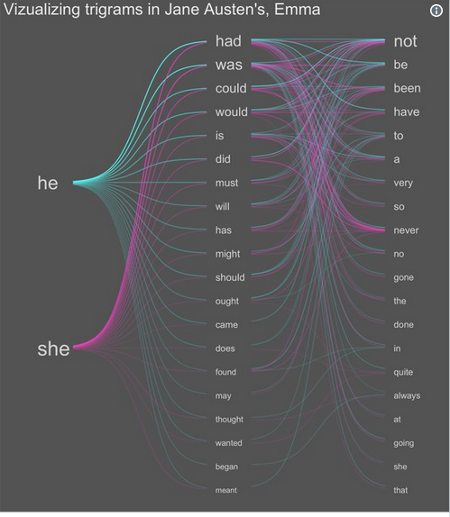 Vizualizing trigrams in Jane Austen's, Emma
he
she
had
was
could
would
is
did
must
will
has
might
should
ought
came
does
found
may
thought
wanted
began
meant
not
be
been
have
to
a
very
so
never
no
gone
the
done
in
quite
always
at
going
she
that